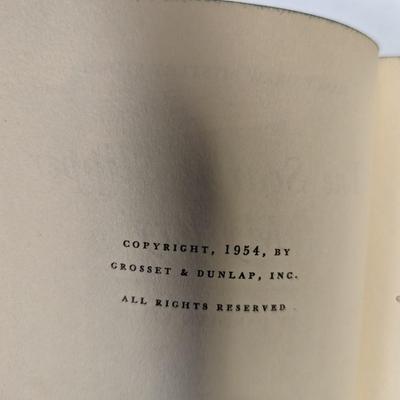 COPYRIGHT, 1954, BY
GROSSET & DUNLAP, INC.
ALL RIGHTS RESERVED